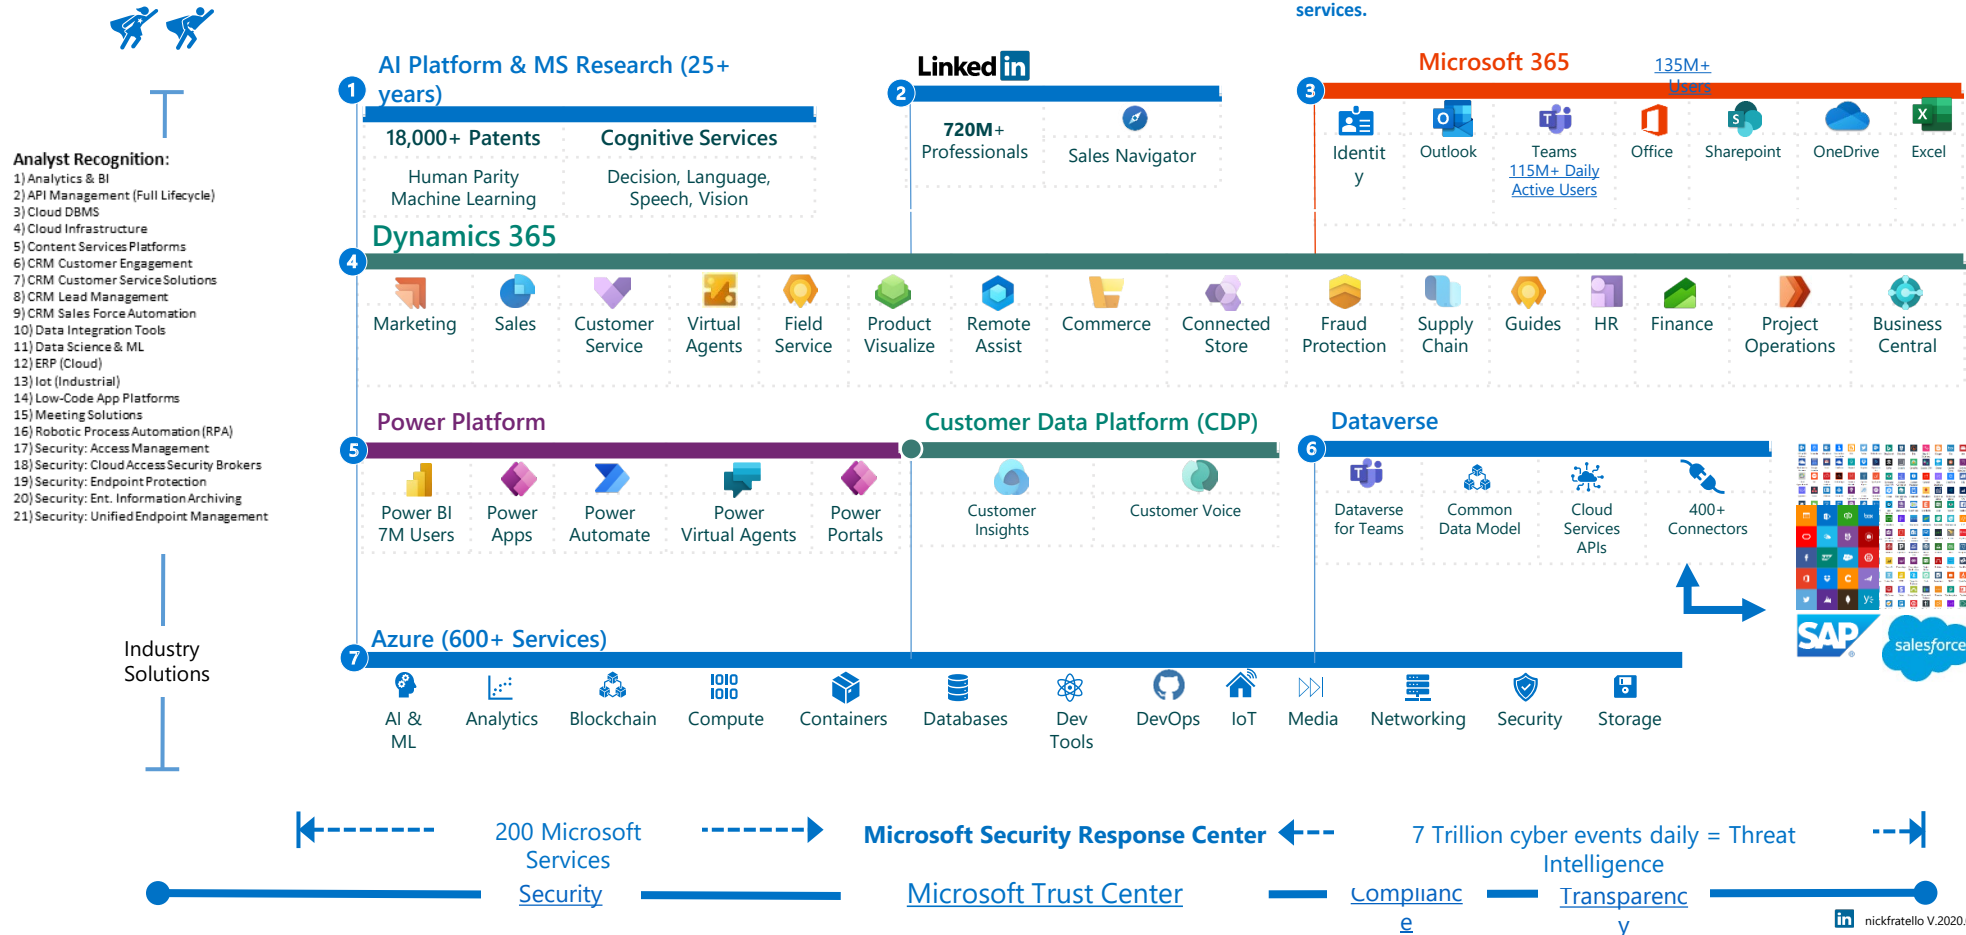 services.
AI Platform & MS Research (25+
years)
1
18,000+ Patents
Human Parity
Machine Learning
Cognitive Services
Decision, Language,
Speech, Vision
Linked in
2
720M+
Professionals
Sales Navigator
Microsoft 365
135M+
Users
3
Identit
y
Outlook
Teams
115M+ Daily
Active Users
Office
Sharepoint
OneDrive
Excel
Analyst Recognition:
1) Analytics & BI
2) API Management (Full Lifecycle)
3) Cloud DBMS
4) Cloud Infrastructure
5) Content Services Platforms
6) CRM Customer Engagement
7) CRM Customer Service Solutions
8) CRM Lead Management
9) CRM Sales Force Automation
10) Data Integration Tools
11) Data Science & ML
12) ERP (Cloud)
13) Iot (Industrial)
14) Low-Code App Platforms
15) Meeting Solutions
16) Robotic Process Automation (RPA)
17) Security: Access Management
18) Security: Cloud Access Security Brokers
19) Security: Endpoint Protection
20) Security: Ent. Information Archiving
21) Security: Unified Endpoint Management
Industry
Solutions
Dynamics 365
4
Marketing
Sales
Customer
Service
Virtual
Agents
Field
Service
Product
Visualize
Remote
Assist
Commerce
Connected
Store
Fraud
Protection
Supply
Chain
Guides
HR
Finance
Project
Operations
Business
Central
Power Platform
5
Power BI
7M Users
Power
Apps
Power
Automate
Power
Virtual Agents
Power
Portals
Customer Data Platform (CDP)
Customer
Insights
Customer Voice
Dataverse
6
Dataverse
for Teams
Common
Data Model
Cloud
Services
APIs
400+
Connectors
SAP
salesforce
Azure (600+ Services)
7
AI &
ML
Analytics
Blockchain
Compute
Containers
Databases
Dev
Tools
DevOps
IoT
Media
Networking
Security
Storage
200 Microsoft
Services
Microsoft Security Response Center
7 Trillion cyber events daily = Threat
Intelligence
Security
Microsoft Trust Center
Complianc
e
Transparenc
y
in nickfratello V.2020.